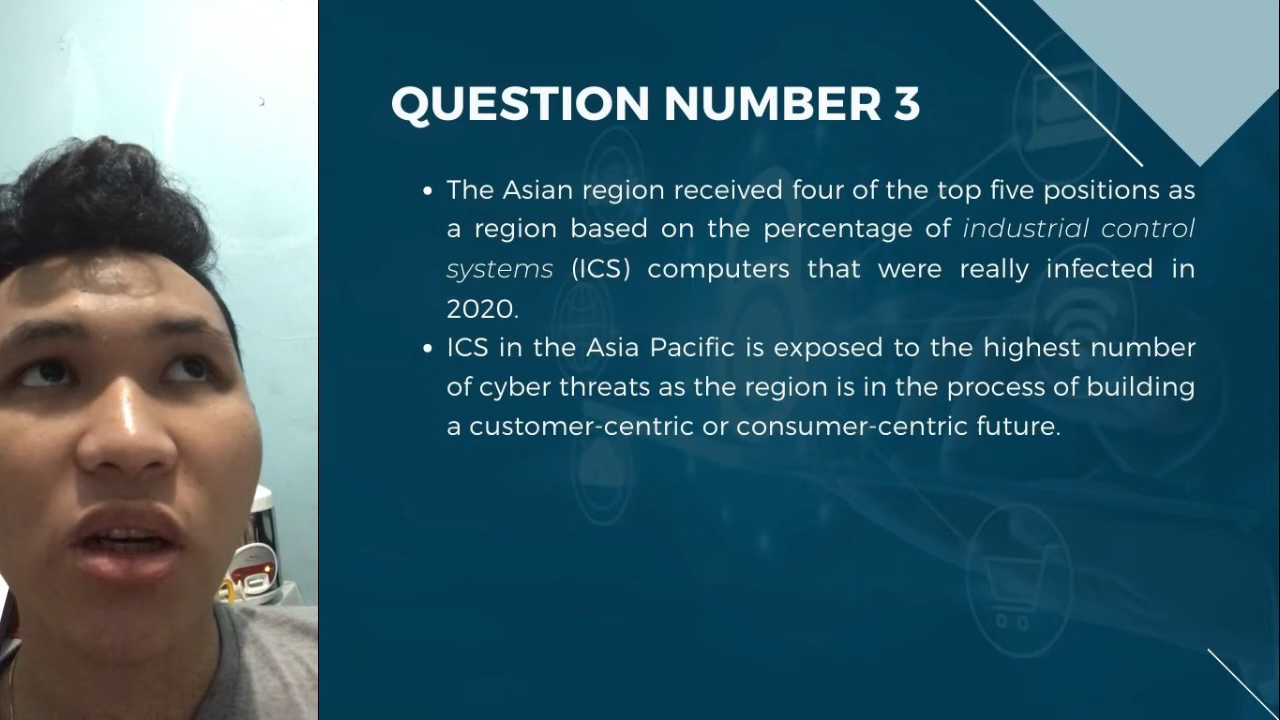 QUESTION NUMBER 3
• The Asian region received four of the top five positions as
a region based on the percentage of industrial control
systems (ICS) computers that were really infected in
2020.
• ICS in the Asia Pacific is exposed to the highest number
of cyber threats as the region is in the process of building
a customer-centric or consumer-centric future.